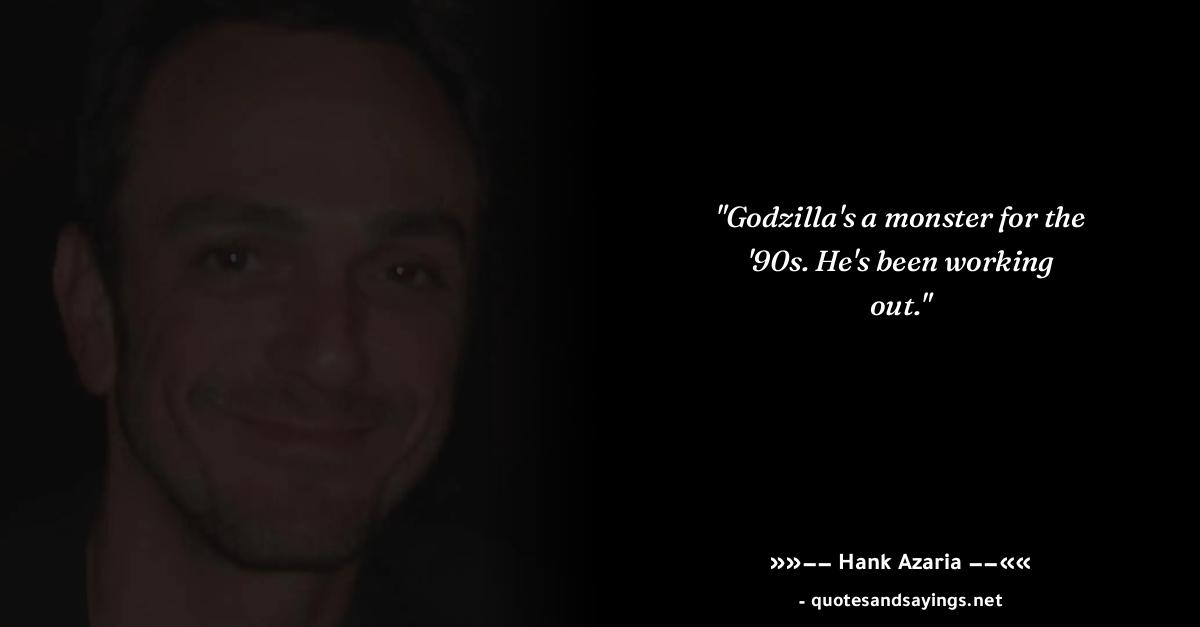 "Godzilla's a monster for the
'90s. He's been working
out."
»»–– Hank Azaria ––««
- quotesandsayings.net